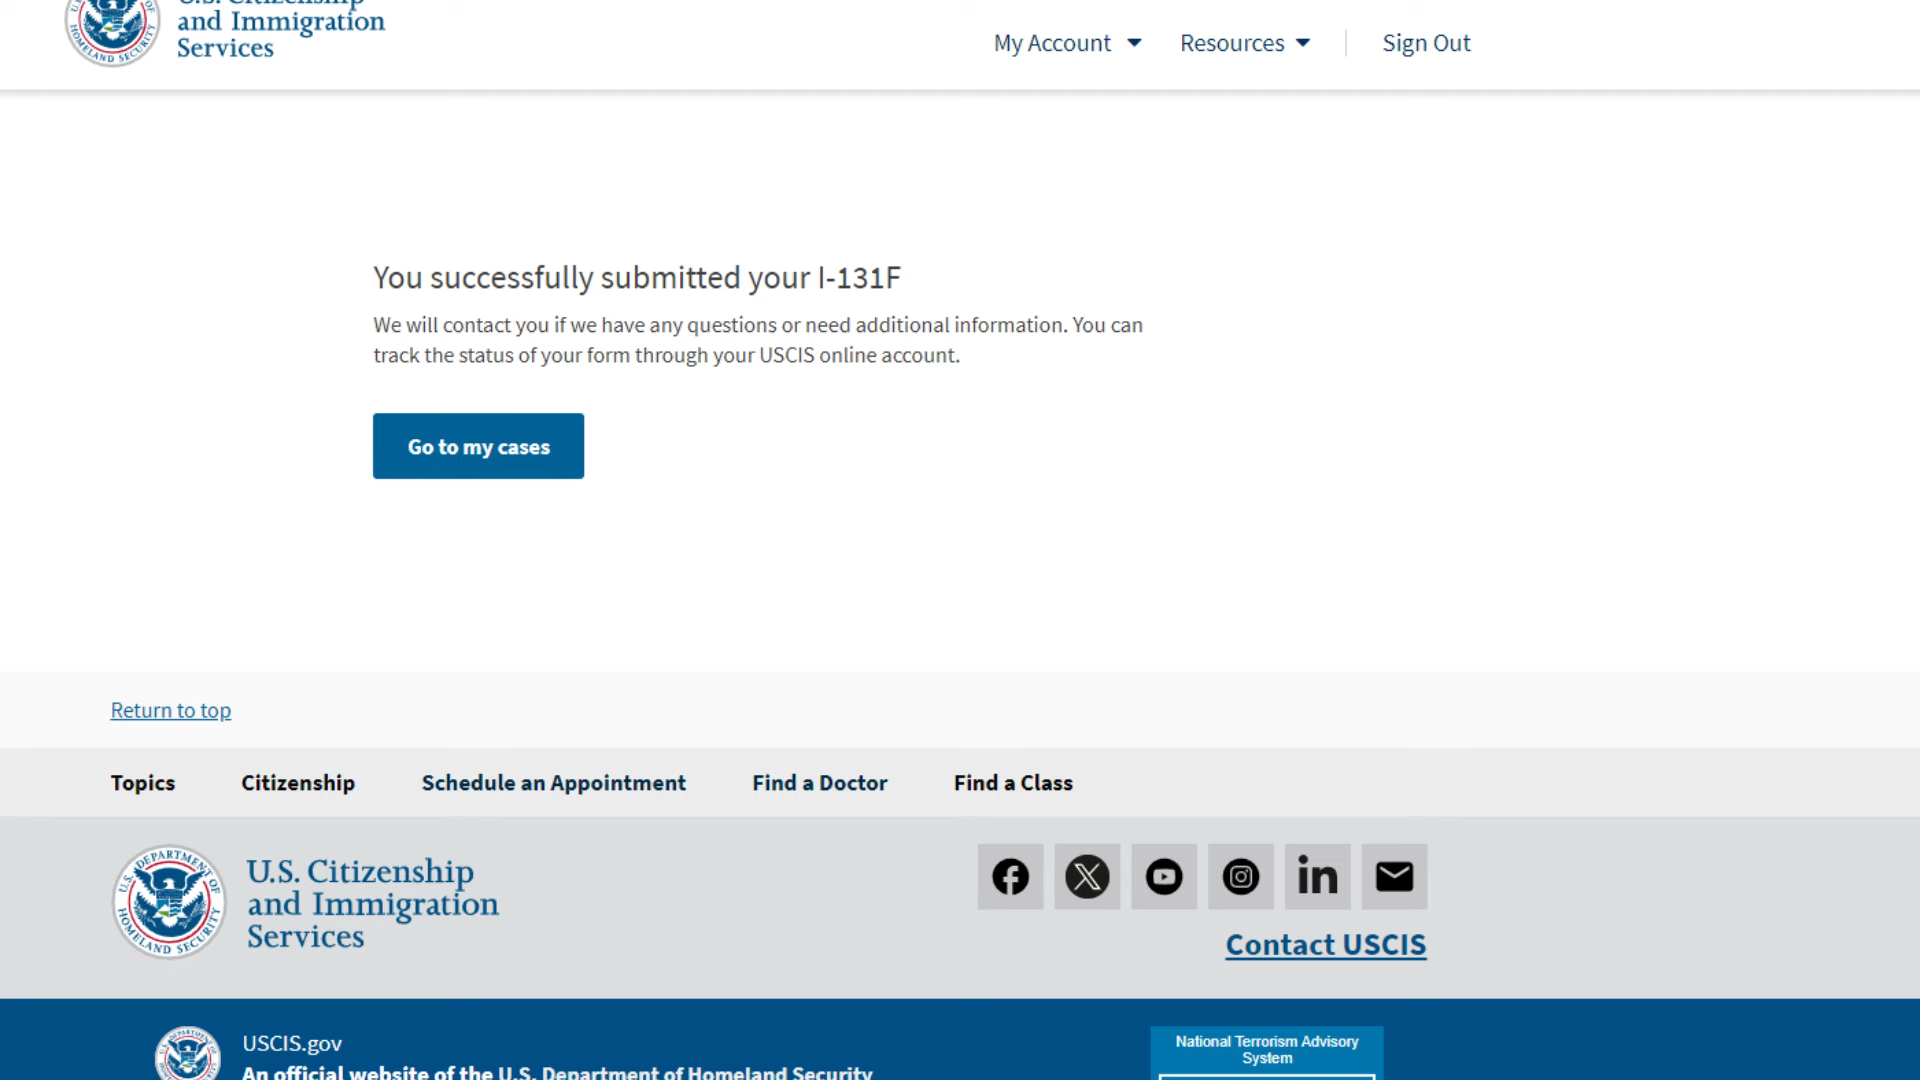 U.S. Citizenship
and Immigration
Services
My Account
Resources
Sign Out
You successfully submitted your I-131F
We will contact you if we have any questions or need additional information. You can
track the status of your form through your USCIS online account.
Go to my cases
Return to top
Topics
Citizenship
Schedule an Appointment
Find a Doctor
Find a Class
U.S. DEPARTMENT OF
HOMELAND SECURITY
U.S. Citizenship
and Immigration
Services
Contact USCIS
USCIS.gov
An official website of the U.S. Department of Homeland Security
National Terrorism Advisory
System